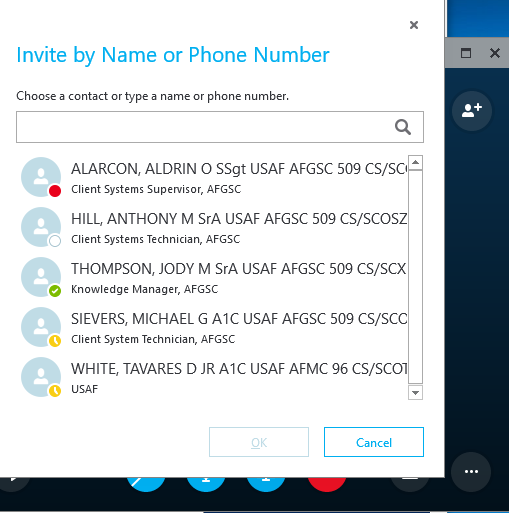 Invite by Name or Phone Number
Choose a contact or type a name or phone number.
ALARCON, ALDRIN O SSgt USAF AFGSC 509 CS/SCO
Client Systems Supervisor, AFGSC
HILL, ANTHONY M SrA USAF AFGSC 509 CS/SCOSZ
Client Systems Technician, AFGSC
THOMPSON, JODY M SrA USAF AFGSC 509 CS/SCX
Knowledge Manager, AFGSC
SIEVERS, MICHAEL G A1C USAF AFGSC 509 CS/SCO
Client System Technician, AFGSC
WHITE, TAVARES D JR A1C USAF AFMC 96 CS/SCOT
USAF
OK
Cancel